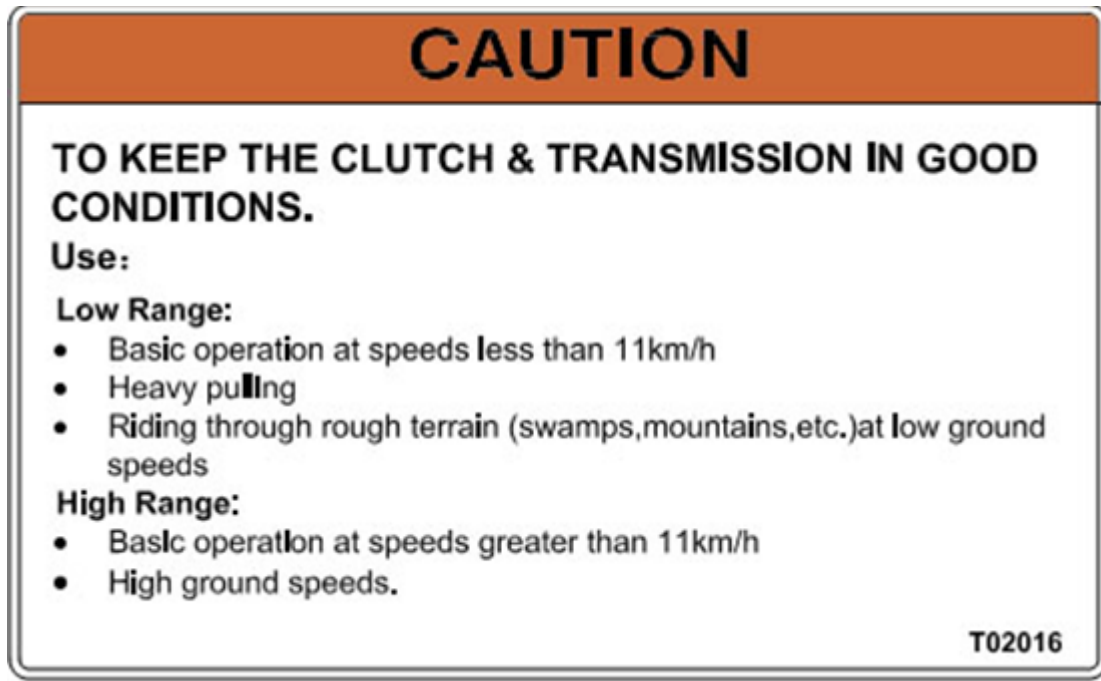 CAUTION
TO KEEP THE CLUTCH & TRANSMISSION IN GOOD
CONDITIONS.
Use:
Low Range:
• Basic operation at speeds less than 11km/h
• Heavy pulling
• Riding through rough terrain (swamps,mountains,etc.)at low ground
speeds
High Range:
• Basic operation at speeds greater than 11km/h
• High ground speeds.
T02016